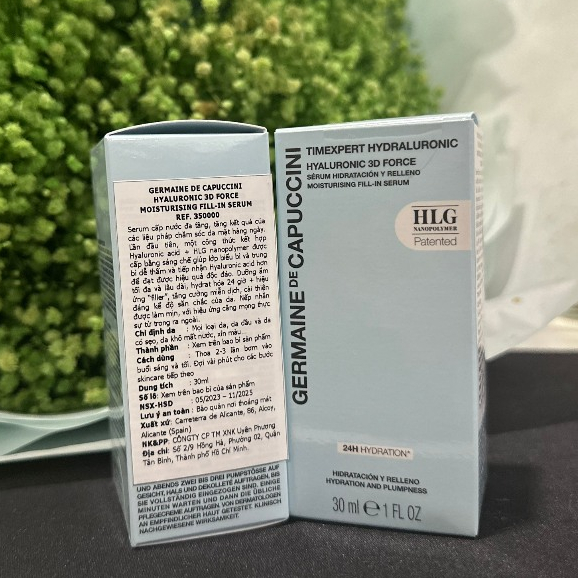 GERMAINE DE CAPUCCINI
HYALURONIC 3D FORCE
MOISTURISING FILL-IN SERUM
REF. 350000
Serum cấp nước đa tầng, tăng kết quả của
các liệu pháp chăm sóc da mặt hàng ngày.
lần đầu tiên, một công thức kết hợp
Hyaluronic acid + HLG nanopolymer được
cấp bằng sáng chế giúp lớp biểu bì và trung
bì dễ thấm và tiếp nhận Hyaluronic acid hơn
để đạt được hiệu quả độc đáo. Dưỡng ẩm
tối đa và lâu dài, hydrat hóa 24 giờ + hiệu
ứng "filler", tăng cường miễn dịch, cải thiện
đáng kể độ săn chắc của da. Nếp nhăn
được làm mịn, với hiệu ứng căng mọng thực
sự từ trong ra ngoài.
Chỉ định da : Mọi loại da, da dầu và da
có sẹo, da khô mất nước, xỉn màu...
Thành phần : Xem trên bao bì sản phẩm
Cách dùng : Thoa 2-3 lần bơm vào
buổi sáng và tối. Đợi vài phút cho các bước
skincare tiếp theo
Dung tích : 30ml
Số lô: Xem trên bao bì của sản phẩm
NSX-HSD : 05/2023 – 11/2025
Lưu ý an toàn: Bảo quản nơi thoáng mát
Xuất xứ: Carreterra de Alicante, 86, Alcoy,
Alicante (Spain)
NK&PP: CÔNGTY CP TM XNK Uyên Phương
Địa chỉ: Số 2/9 Hồng Hà, Phường 02, Quận
Tân Bình, Thành phố Hồ Chí Minh.
UND ABENDS ZWEI BIS DREI PUMPSTÖSSE AUF
GESICHT, HALS UND DEKOLLETÉ AUFTRAGEN, BIS
SIE VOLLSTÄNDIG EINGEZOGEN SIND. EINIGE
MINUTEN WARTEN UND DANN DIE ÜBLICHE
PFLEGECREME AUFTRAGEN. VON DERMATOLOGEN
AN EMPFINDLICHER HAUT GETESTET. KLINISCH
NACHGEWIESENE WIRKSAMKEIT.
GERMAINE DE CAPUCCINI
TIMEXPERT HYDRALURONIC
HYALURONIC 3D FORCE
SÉRUM HIDRATACIÓN Y RELLENO
MOISTURISING FILL-IN SERUM
HLG
NANOPOLYMER
Patented
24H HYDRATION*
HIDRATACIÓN Y RELLENO
HYDRATION AND PLUMPNESS
30 ml ℮ 1 FL OZ